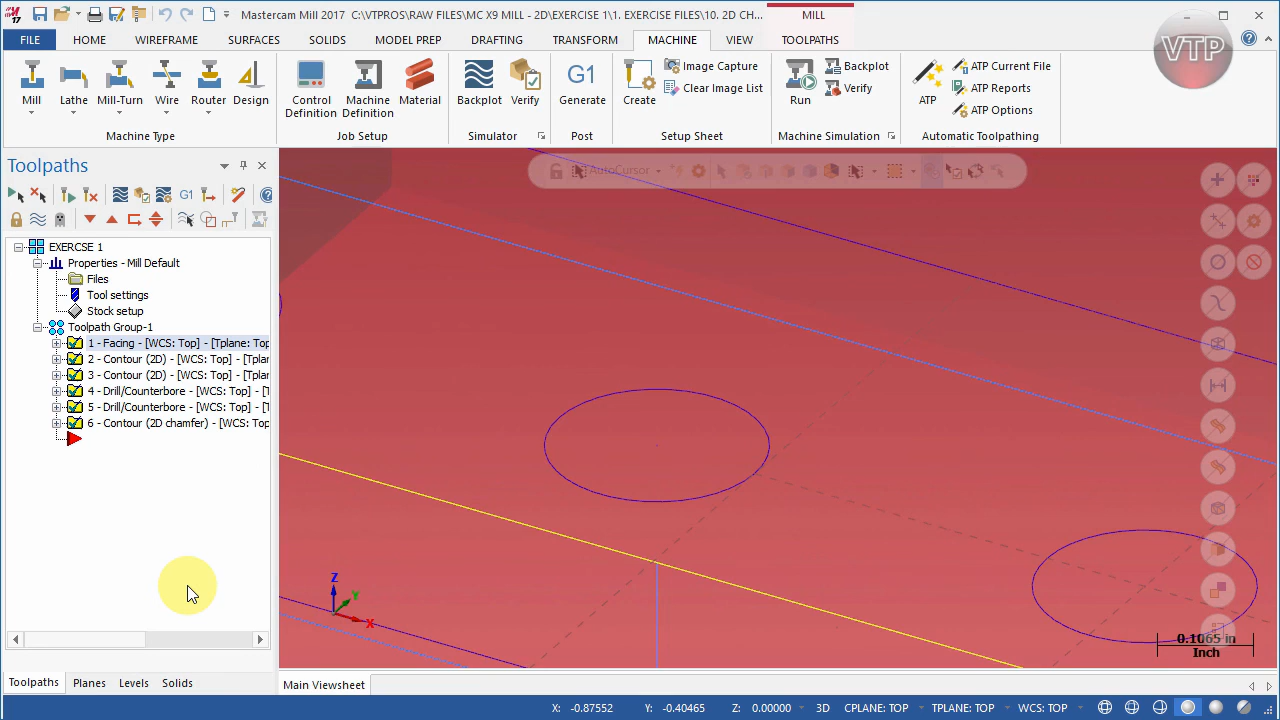 Mastercam Mill 2017 C:\VTPROS\RAW FILES\MC X9 MILL - 2D\EXERCISE 1\1. EXERCISE FILES\10. 2D CH... MILL
FILE HOME WIREFRAME SURFACES SOLIDS MODEL PREP DRAFTING TRANSFORM MACHINE VIEW TOOLPATHS
VTP
Image Capture Backplot ATP Current File
G1
Clear Image List Verify ATP Reports
Mill Lathe Mill-Turn Wire Router Design Control Definition Machine Definition Material Backplot Verify Generate Create Run ATP
ATP Options
Machine Type Job Setup Simulator Post Setup Sheet Machine Simulation Automatic Toolpathing
Toolpaths
AutoCursor
G1
EXERCSE 1
Properties - Mill Default
Files
Tool settings
Stock setup
Toolpath Group-1
1 - Facing - [WCS: Top] - [Tplane: Top
2 - Contour (2D) - [WCS: Top] - [Tplar
3 - Contour (2D) - [WCS: Top] - [Tplar
4 - Drill/Counterbore - [WCS: Top] - [T
5 - Drill/Counterbore - [WCS: Top] - [T
6 - Contour (2D chamfer) - [WCS: Top
Z
Y
X
0.1065 in
Inch
Toolpaths Planes Levels Solids
Main Viewsheet
X: -0.87552 Y: -0.40465 Z: 0.00000 3D CPLANE: TOP TPLANE: TOP WCS: TOP